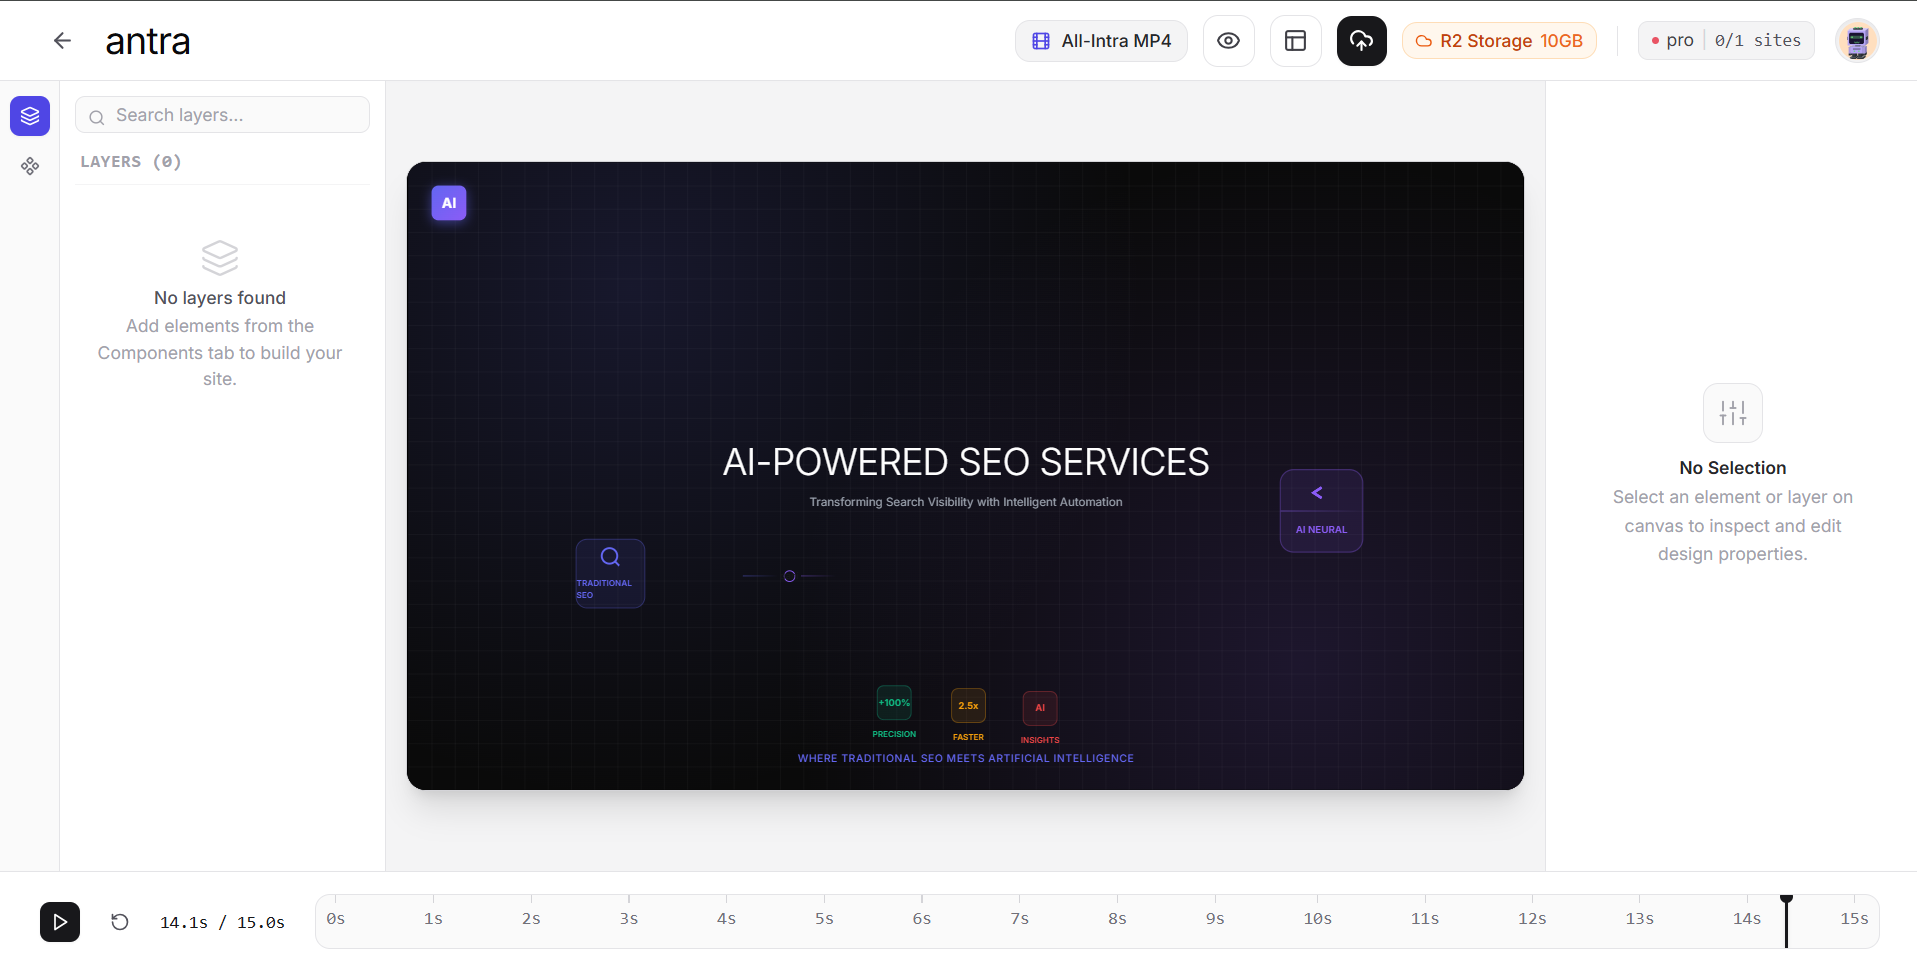 antra
All-Intra MP4
R2 Storage 10GB
pro
0/1 sites
Search layers...
LAYERS (0)
No layers found
Add elements from the
Components tab to build your
site.
AI
AI-POWERED SEO SERVICES
Transforming Search Visibility with Intelligent Automation
<
AI NEURAL
TRADITIONAL
SEO
+100%
2.5x
AI
PRECISION
FASTER
INSIGHTS
WHERE TRADITIONAL SEO MEETS ARTIFICIAL INTELLIGENCE
No Selection
Select an element or layer on
canvas to inspect and edit
design properties.
14.1s / 15.0s
0s 1s 2s 3s 4s 5s 6s 7s 8s 9s 10s 11s 12s 13s 14s 15s